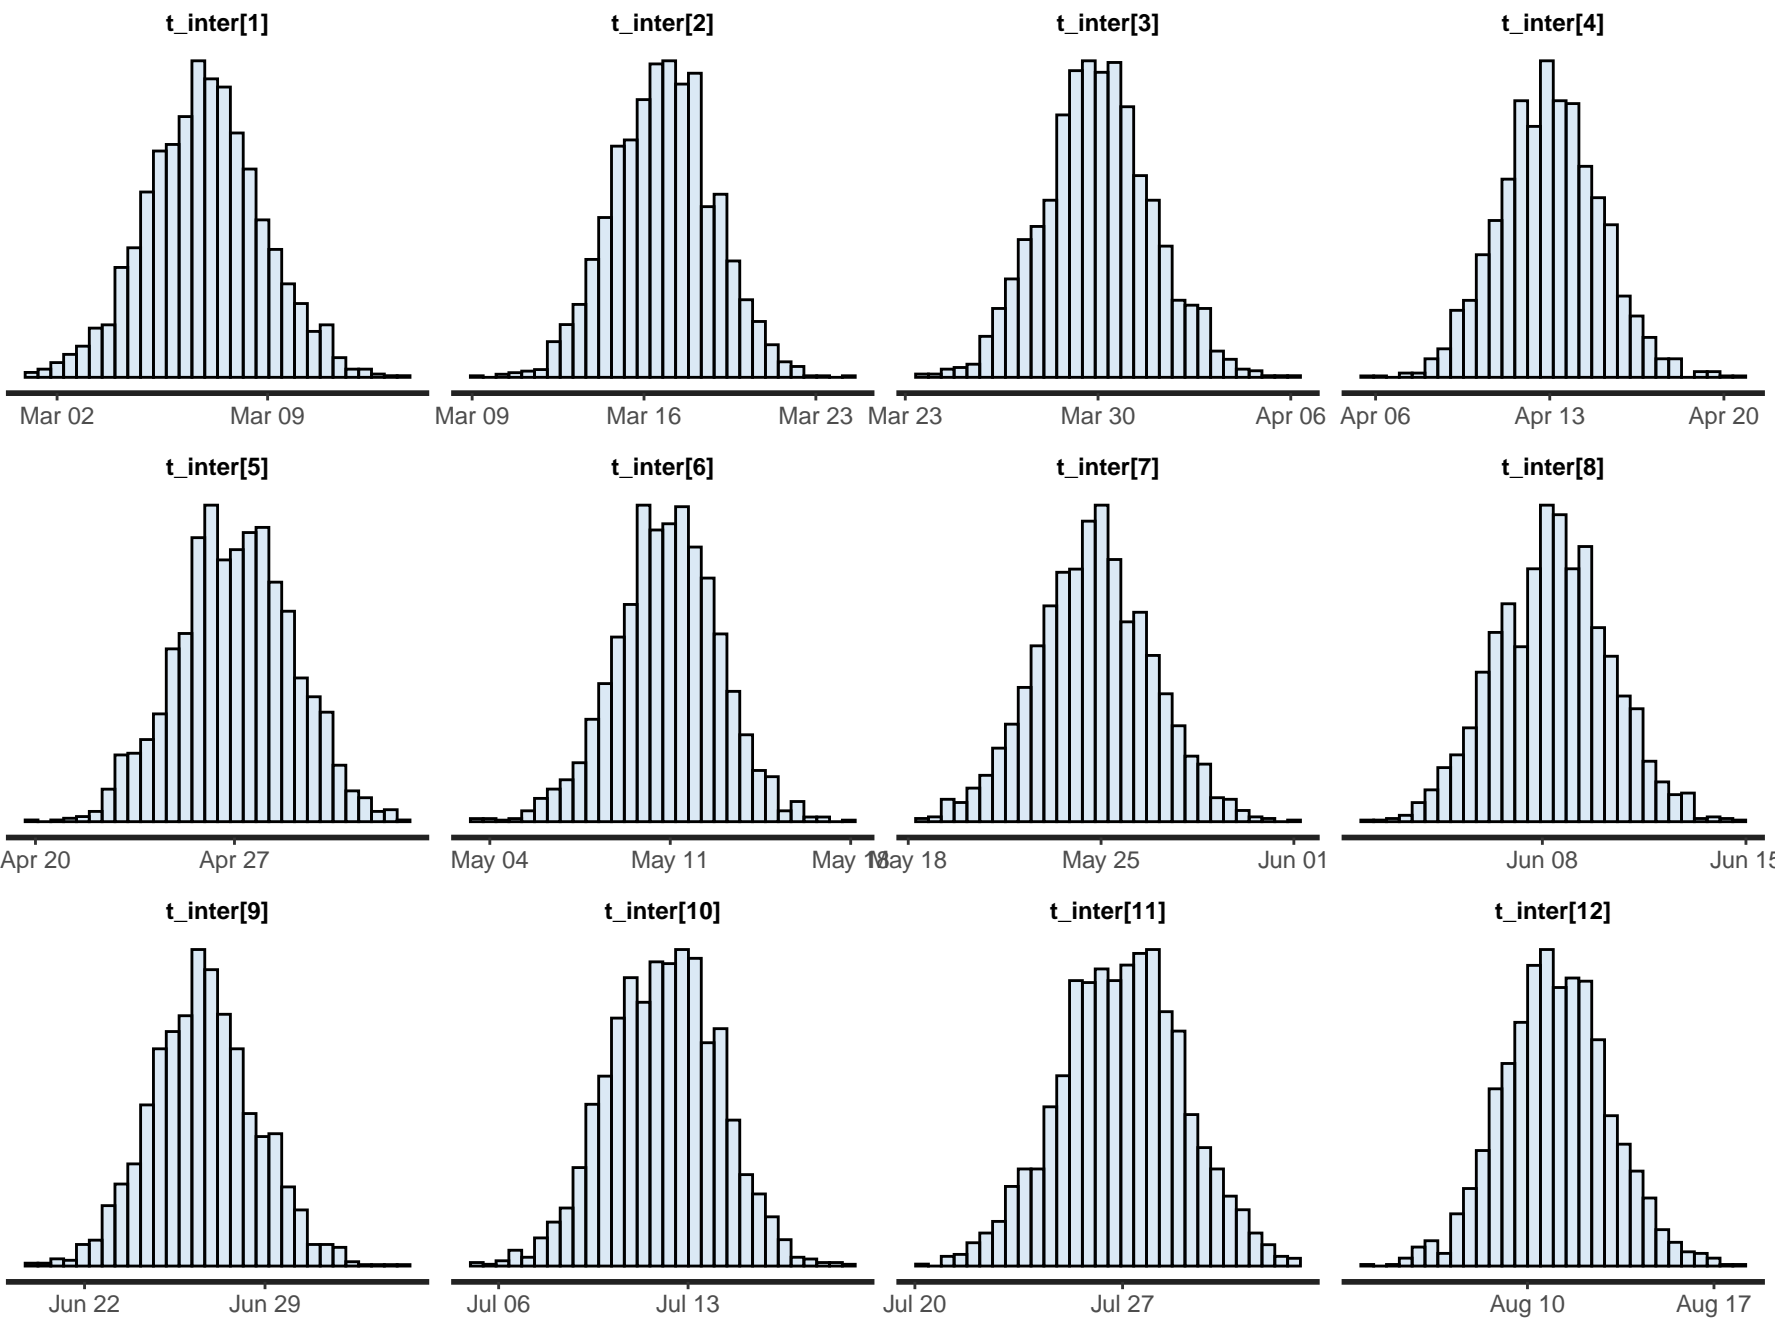 t_inter[1] t_inter[2] t_inter[3] t_inter[4]
Mar 02 Mar 09 Mar 09 Mar 16 Mar 23 Mar 23 Mar 30 Apr 06 Apr 06 Apr 13 Apr 20
t_inter[5] t_inter[6] t_inter[7] t_inter[8]
Apr 20 Apr 27 May 04 May 11 May 18 May 18 May 25 Jun 01 Jun 08 Jun 15
t_inter[9] t_inter[10] t_inter[11] t_inter[12]
Jun 22 Jun 29 Jul 06 Jul 13 Jul 20 Jul 27 Aug 10 Aug 17